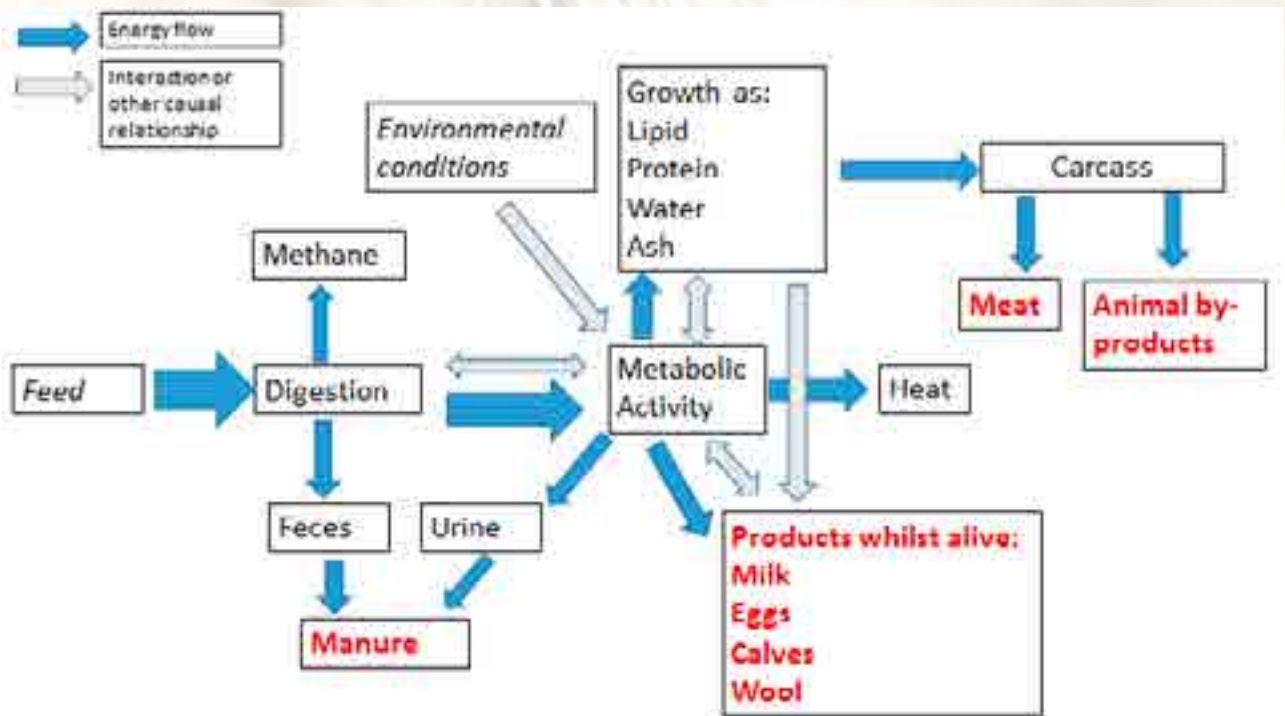 Energy flow
Interaction or
other causal
relationship
Environmental
conditions
Growth as:
Lipid
Protein
Water
Ash
Carcass
Methane
Meat
Animal by-
products
Feed
Digestion
Metabolic
Activity
Heat
Feces
Urine
Manure
Products whilst alive:
Milk
Eggs
Calves
Wool